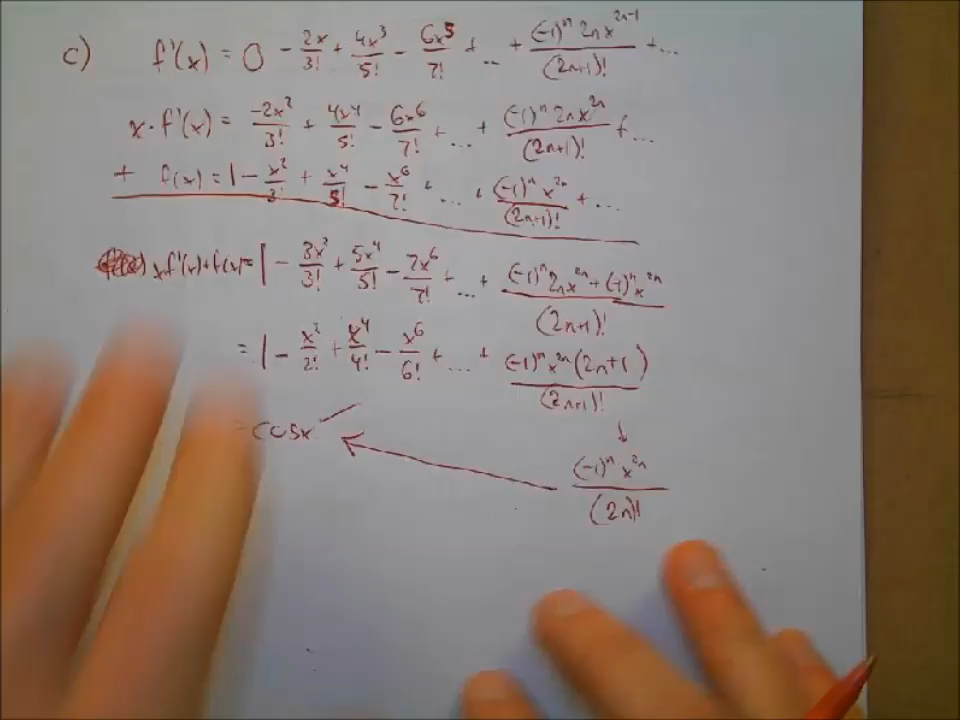 c) f'(x) = 0 - 2x/3! + 4x³/5! - 6x⁵/7! + ... + (-1)ⁿ 2n x²ⁿ⁻¹/(2n+1)! + ...
x · f'(x) = -2x²/3! + 4x⁴/5! - 6x⁶/7! + ... + (-1)ⁿ 2n x²ⁿ/(2n+1)! + ...
+ f(x) = 1 - x²/3! + x⁴/5! - x⁶/7! + ... + (-1)ⁿ x²ⁿ/(2n+1)! + ...
xf'(x) + f(x) = 1 - 3x²/3! + 5x⁴/5! - 7x⁶/7! + ... + (-1)ⁿ 2n x²ⁿ + (-1)ⁿ x²ⁿ/(2n+1)!
= 1 - x²/2! + x⁴/4! - x⁶/6! + ... + (-1)ⁿ x²ⁿ (2n+1)/(2n+1)!
↓
= cosx ← (-1)ⁿ · x²ⁿ/(2n)!